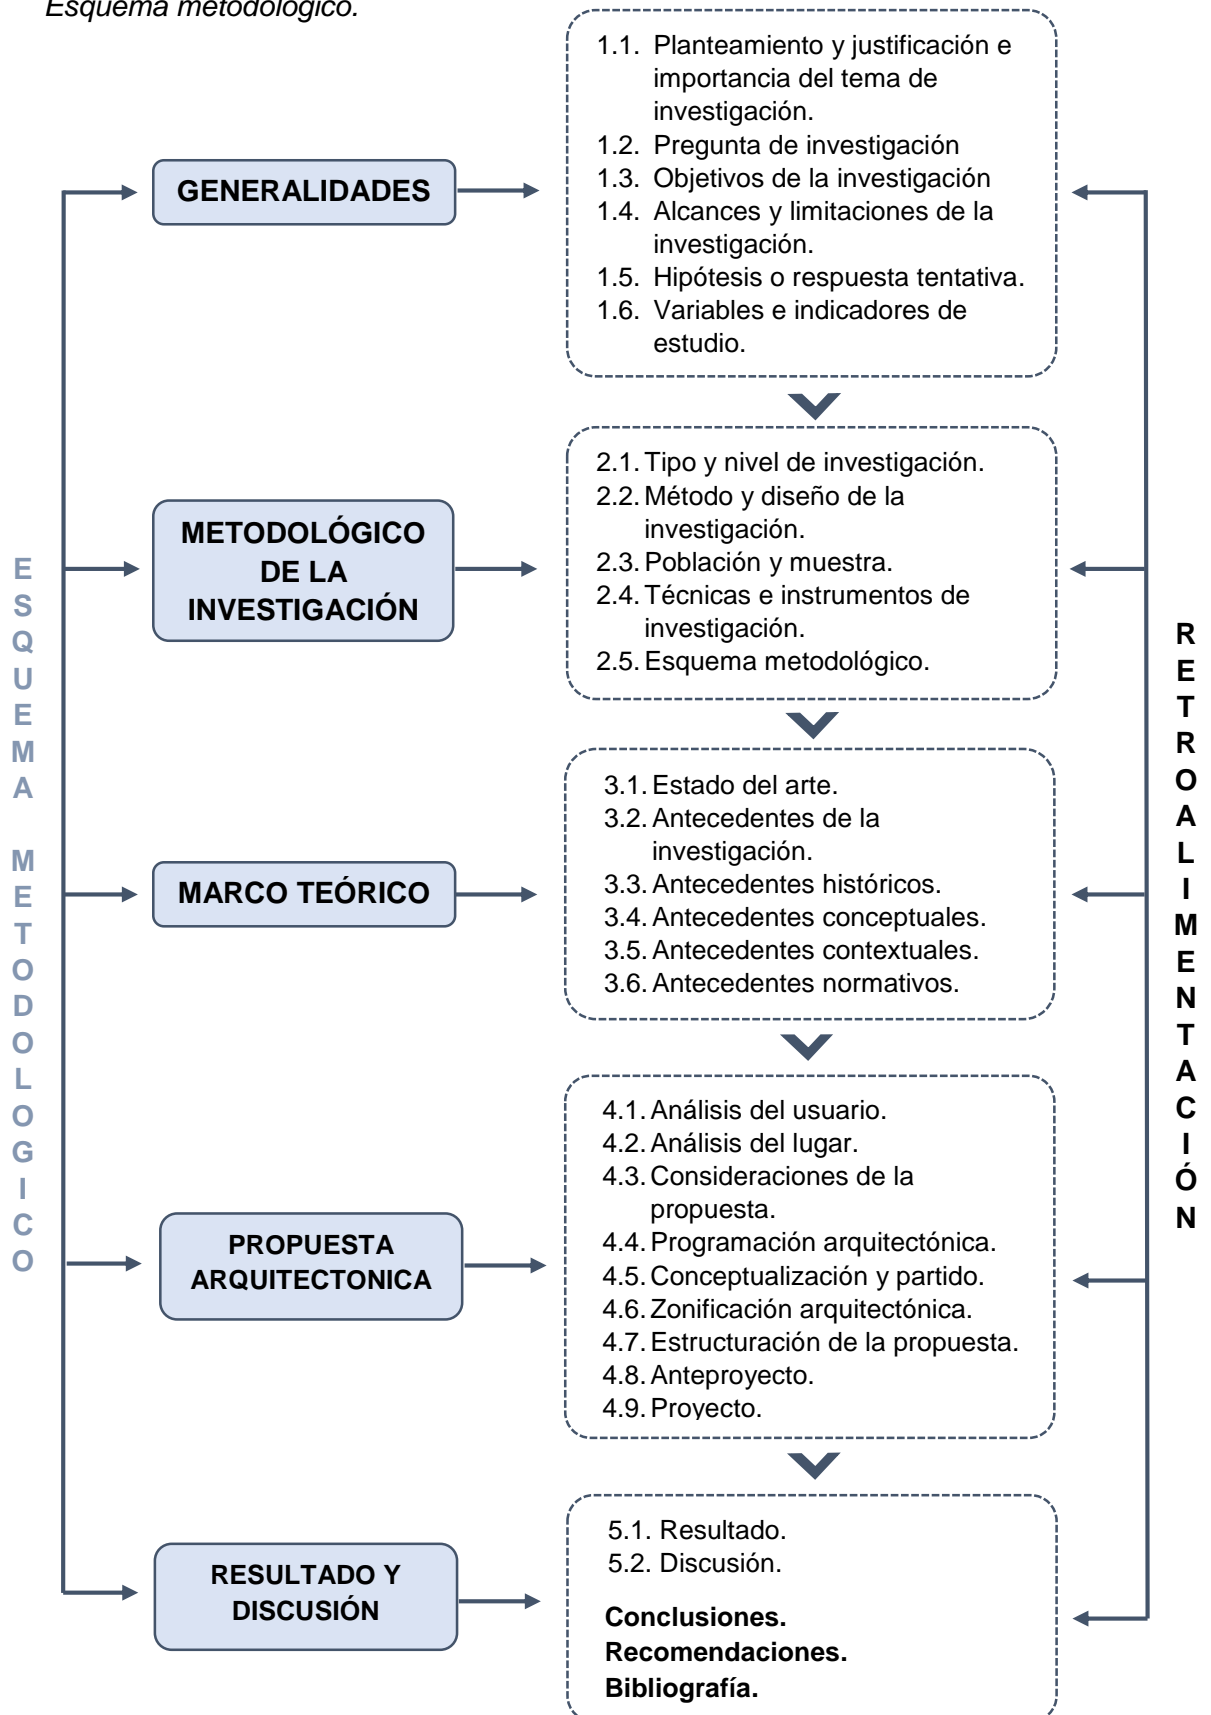 Esquema metodológico.
1.1. Planteamiento y justificación e
importancia del tema de
investigación.
1.2. Pregunta de investigación
1.3. Objetivos de la investigación
1.4. Alcances y limitaciones de la
investigación.
1.5. Hipótesis o respuesta tentativa.
1.6. Variables e indicadores de
estudio.
GENERALIDADES
2.1. Tipo y nivel de investigación.
2.2. Método y diseño de la
investigación.
2.3. Población y muestra.
2.4. Técnicas e instrumentos de
investigación.
2.5. Esquema metodológico.
METODOLÓGICO
DE LA
INVESTIGACIÓN
3.1. Estado del arte.
3.2. Antecedentes de la
investigación.
3.3. Antecedentes históricos.
3.4. Antecedentes conceptuales.
3.5. Antecedentes contextuales.
3.6. Antecedentes normativos.
MARCO TEÓRICO
4.1. Análisis del usuario.
4.2. Análisis del lugar.
4.3. Consideraciones de la
propuesta.
4.4. Programación arquitectónica.
4.5. Conceptualización y partido.
4.6. Zonificación arquitectónica.
4.7. Estructuración de la propuesta.
4.8. Anteproyecto.
4.9. Proyecto.
PROPUESTA
ARQUITECTONICA
5.1. Resultado.
5.2. Discusión.
Conclusiones.
Recomendaciones.
Bibliografía.
RESULTADO Y
DISCUSIÓN
ESQUEMA METODOLOGICO
RETROALIMENTACIÓN